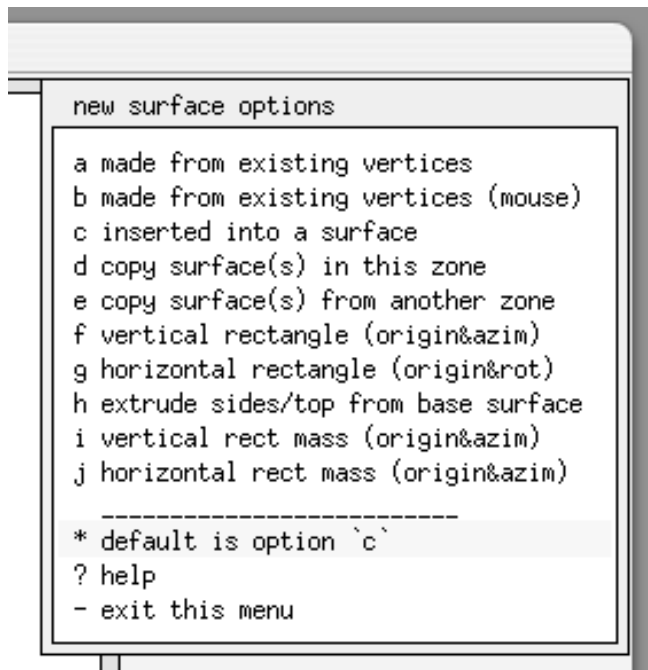 new surface options
a made from existing vertices
b made from existing vertices (mouse)
c inserted into a surface
d copy surface(s) in this zone
e copy surface(s) from another zone
f vertical rectangle (origin&azim)
g horizontal rectangle (origin&rot)
h extrude sides/top from base surface
i vertical rect mass (origin&azim)
j horizontal rect mass (origin&azim)
__________________________
* default is option `c`
? help
- exit this menu